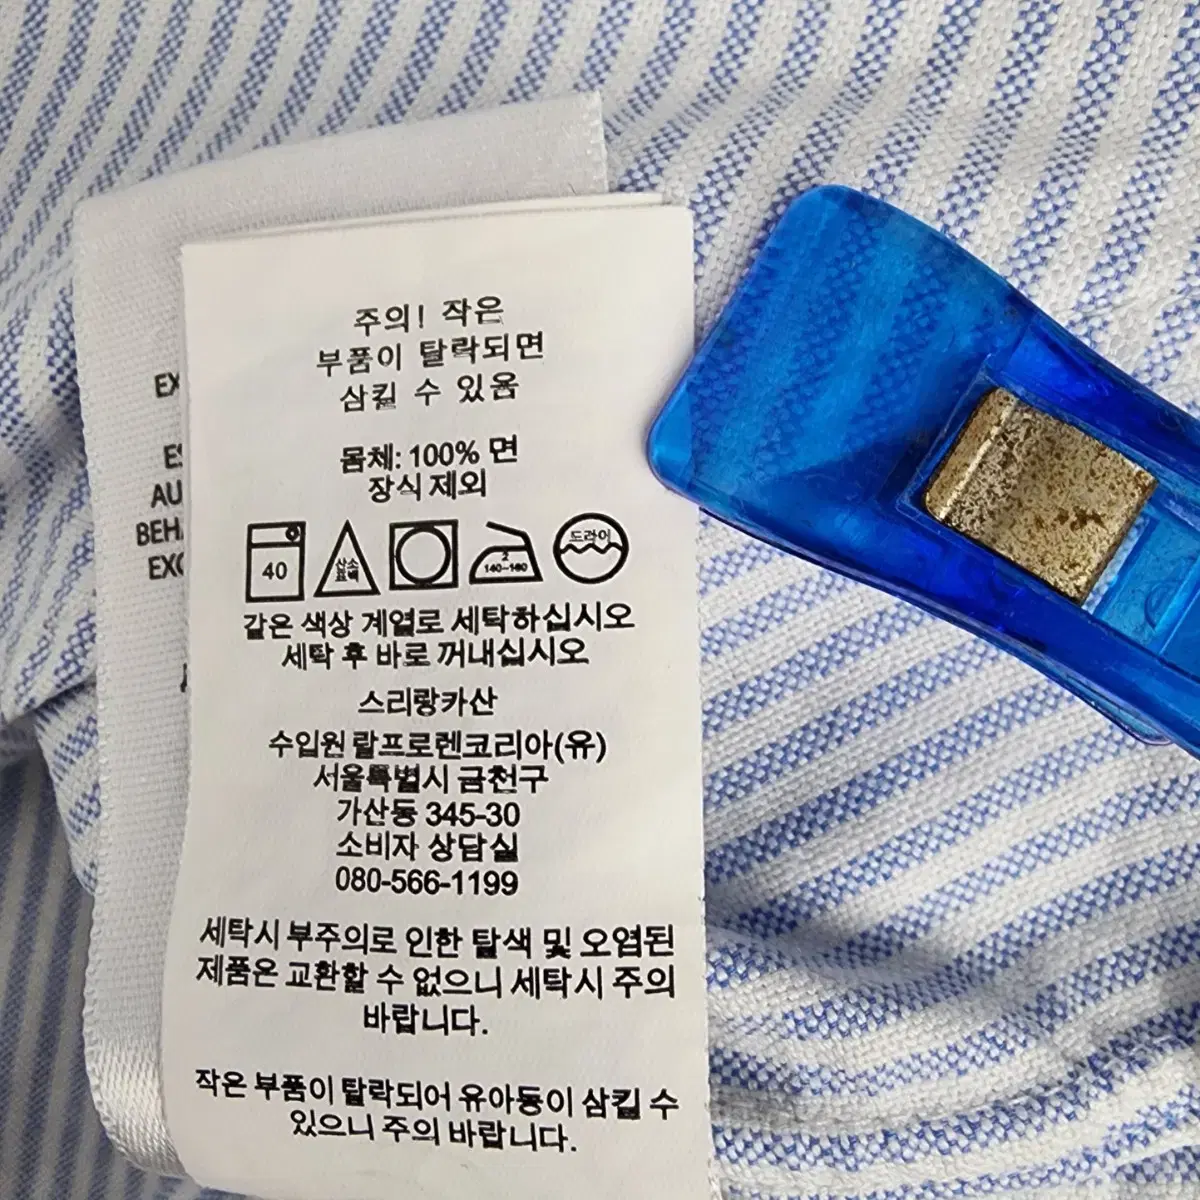 주의! 작은
부품이 탈락되면
삼킬 수 있음
몸체: 100% 면
장식 제외
40
산소
표백
2
140~160
드라이
같은 색상 계열로 세탁하십시오
세탁 후 바로 꺼내십시오
스리랑카산
수입원 랄프로렌코리아(유)
서울특별시 금천구
가산동 345-30
소비자 상담실
080-566-1199
세탁시 부주의로 인한 탈색 및 오염된
제품은 교환할 수 없으니 세탁시 주의
바랍니다.
작은 부품이 탈락되어 유아등이 삼킬 수
있으니 주의 바랍니다.
EX
ES
AU
BEHA
EXC